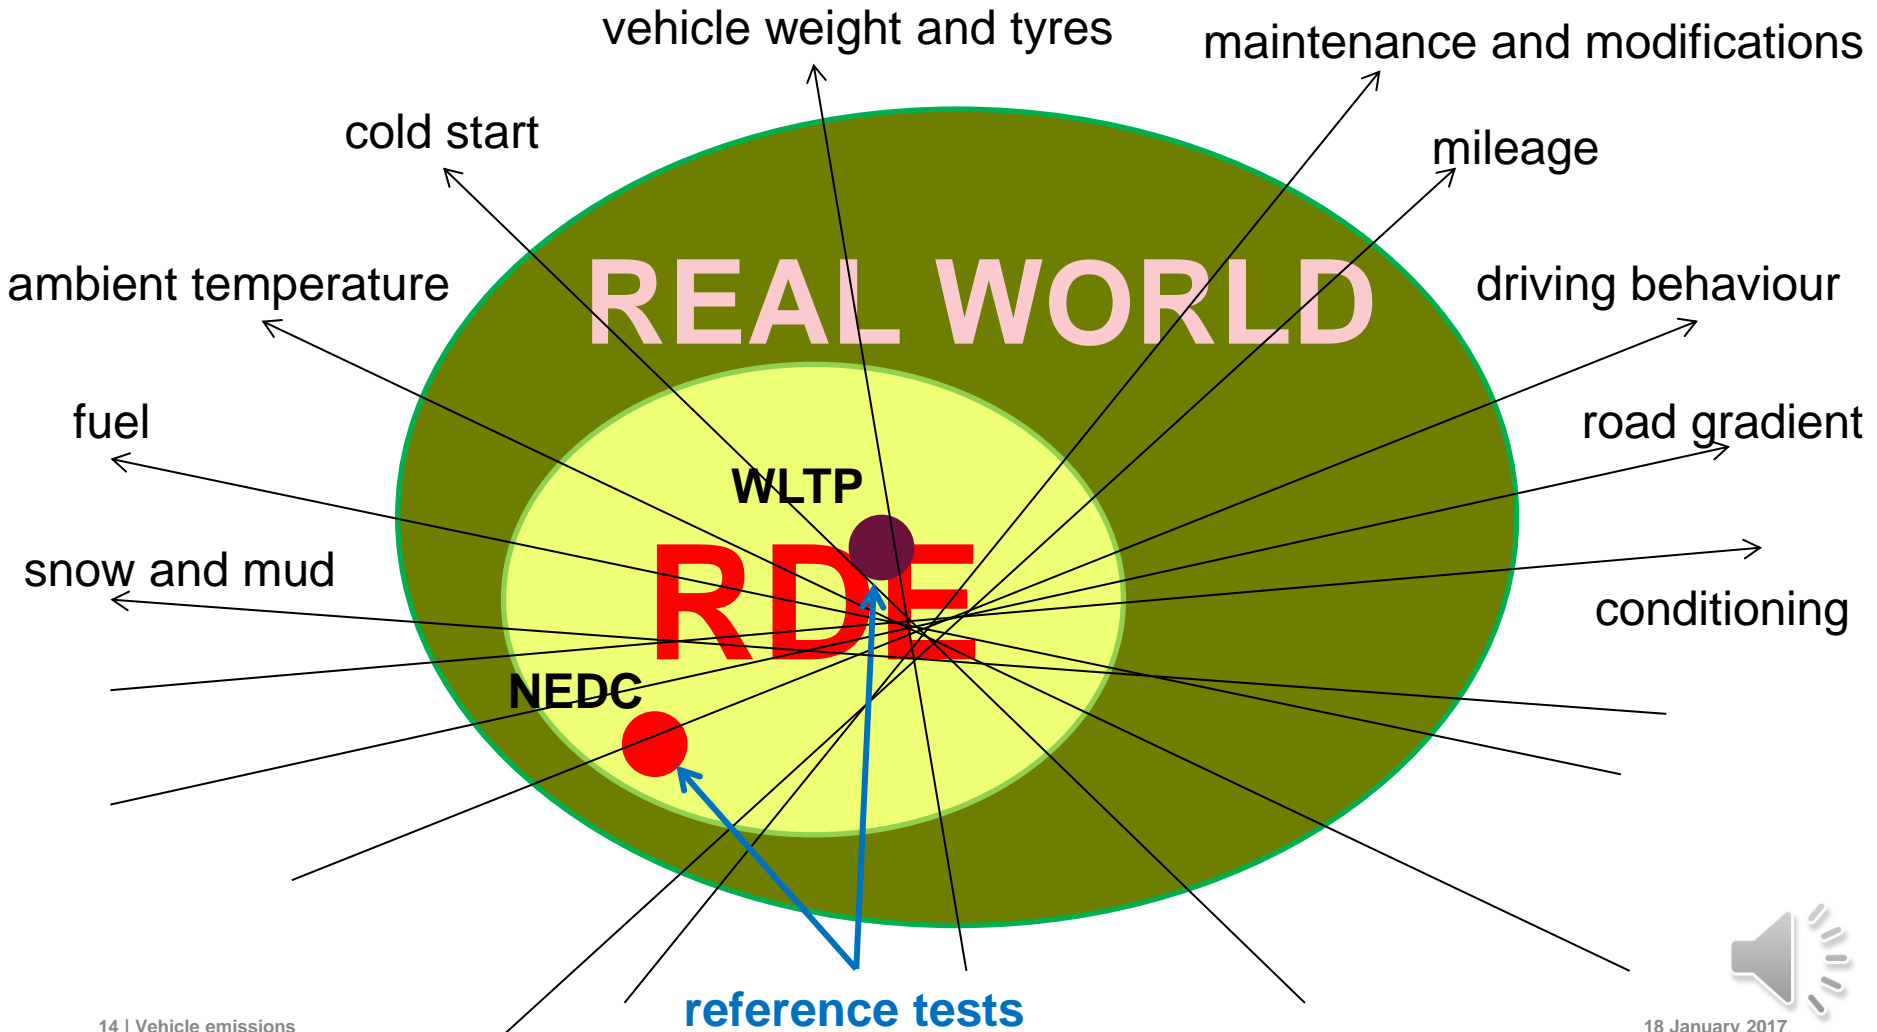 vehicle weight and tyres
maintenance and modifications
cold start
mileage
ambient temperature
REAL WORLD
driving behaviour
fuel
road gradient
WLTP
snow and mud
RDE
conditioning
NEDC
reference tests
14 | Vehicle emissions
18 January 2017